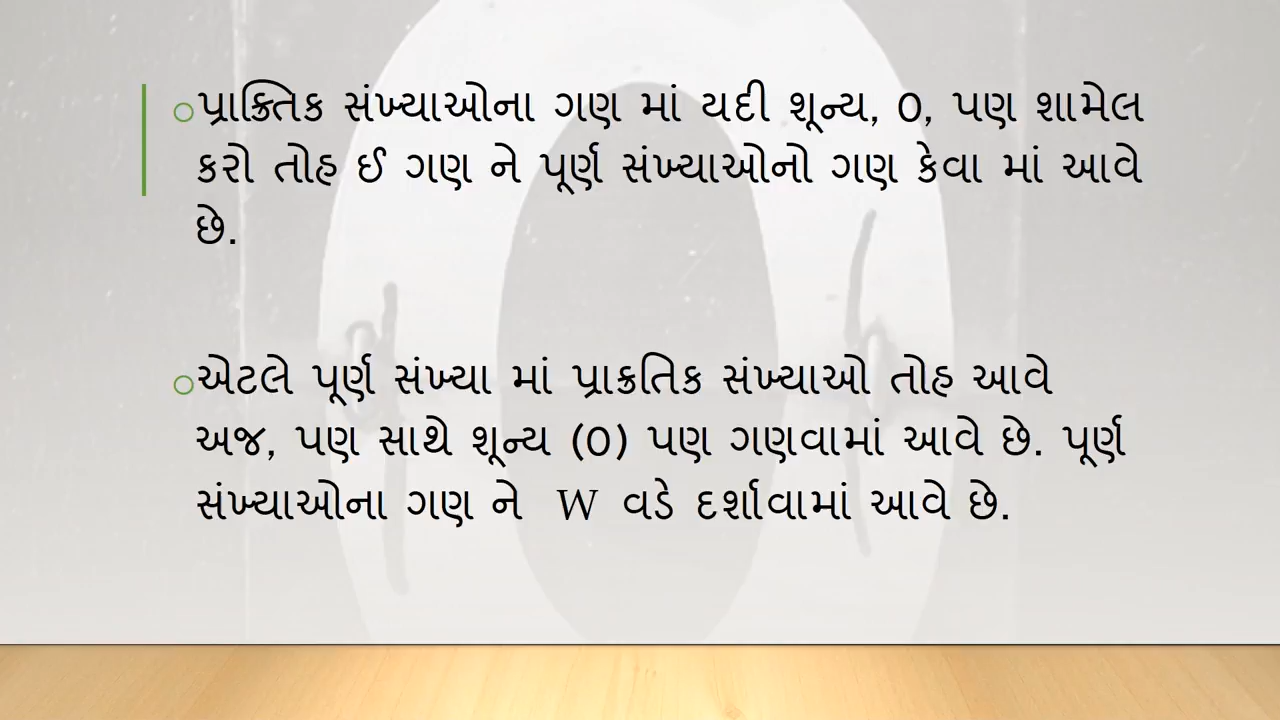 પ્રાક્ર્તિક સંખ્યાઓના ગણ માં યદી શૂન્ય, 0, પણ શામેલ
કરો તોહ ઈ ગણ ને પૂર્ણ સંખ્યાઓનો ગણ કેવા માં આવે
છે.
એટલે પૂર્ણ સંખ્યા માં પ્રાક્રતિક સંખ્યાઓ તોહ આવે
અજ, પણ સાથે શૂન્ય (0) પણ ગણવામાં આવે છે. પૂર્ણ
સંખ્યાઓના ગણ ને W વડે દર્શાવામાં આવે છે.